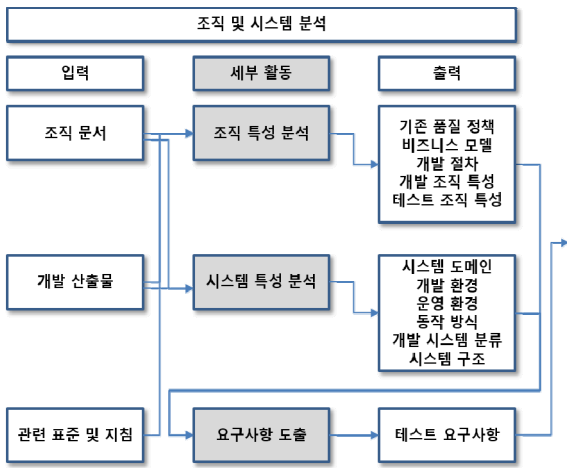 조직 및 시스템 분석
입력
세부 활동
출력
조직 문서
조직 특성 분석
기존 품질 정책
비즈니스 모델
개발 절차
개발 조직 특성
테스트 조직 특성
개발 산출물
시스템 특성 분석
시스템 도메인
개발 환경
운영 환경
동작 방식
개발 시스템 분류
시스템 구조
관련 표준 및 지침
요구사항 도출
테스트 요구사항